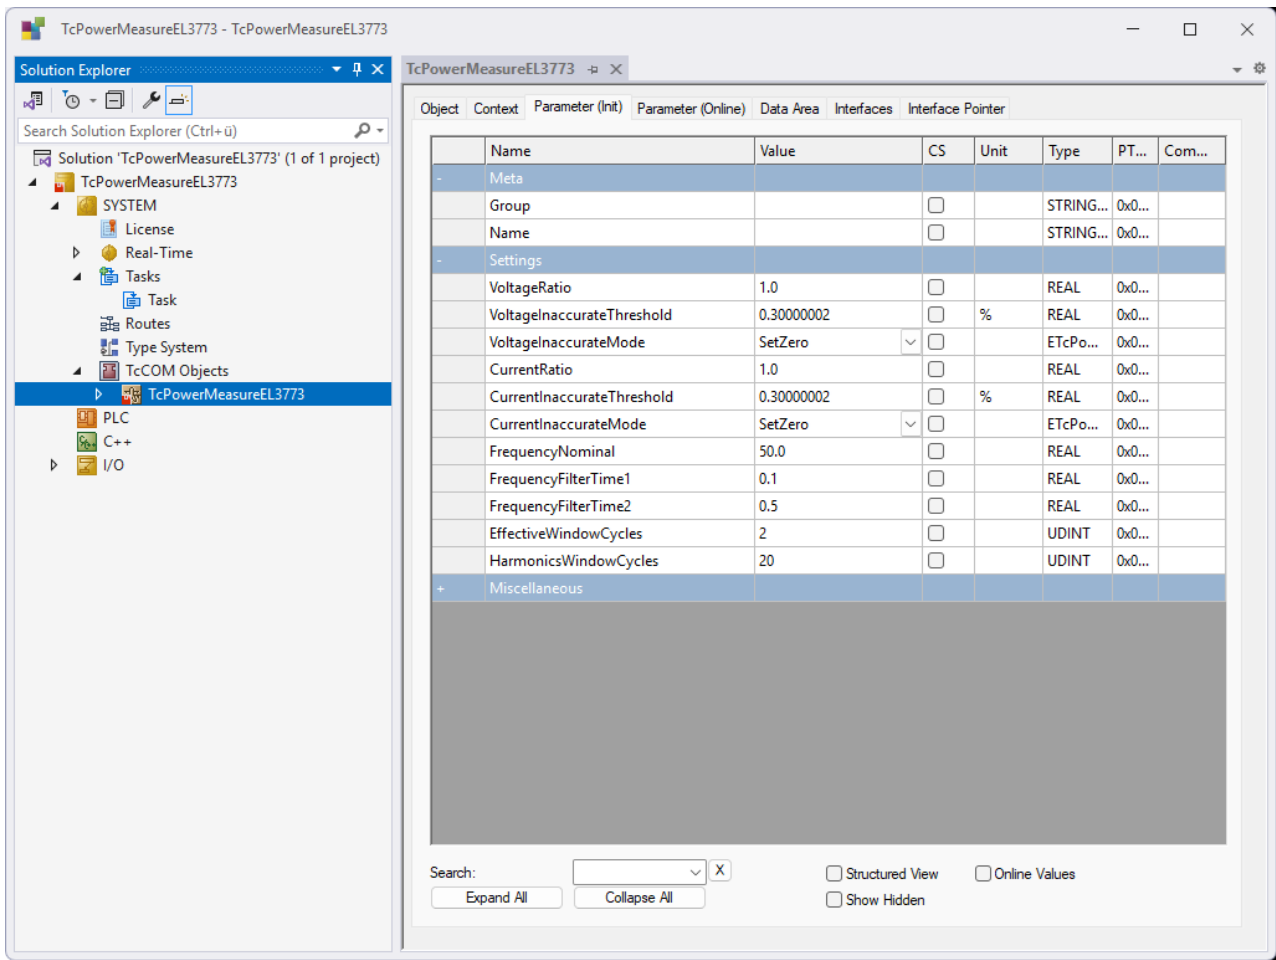 TcPowerMeasureEL3773 - TcPowerMeasureEL3773
Solution Explorer
Search Solution Explorer (Ctrl+ü)
Solution 'TcPowerMeasureEL3773' (1 of 1 project)
TcPowerMeasureEL3773
SYSTEM
License
Real-Time
Tasks
Task
Routes
Type System
TcCOM Objects
TcPowerMeasureEL3773
PLC
C++
I/O
TcPowerMeasureEL3773
Object Context Parameter (Init) Parameter (Online) Data Area Interfaces Interface Pointer
Name Value CS Unit Type PT... Com...
- Meta
Group STRING... 0x0...
Name STRING... 0x0...
- Settings
VoltageRatio 1.0 REAL 0x0...
VoltageInaccurateThreshold 0.30000002 % REAL 0x0...
VoltageInaccurateMode SetZero ETcPo... 0x0...
CurrentRatio 1.0 REAL 0x0...
CurrentInaccurateThreshold 0.30000002 % REAL 0x0...
CurrentInaccurateMode SetZero ETcPo... 0x0...
FrequencyNominal 50.0 REAL 0x0...
FrequencyFilterTime1 0.1 REAL 0x0...
FrequencyFilterTime2 0.5 REAL 0x0...
EffectiveWindowCycles 2 UDINT 0x0...
HarmonicsWindowCycles 20 UDINT 0x0...
+ Miscellaneous
Search: X Structured View Online Values
Expand All Collapse All Show Hidden